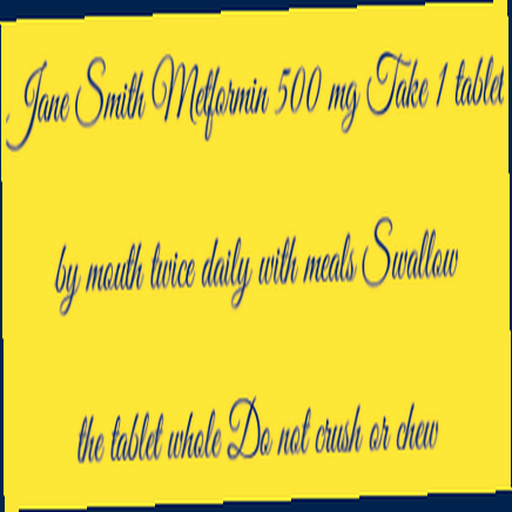 . Jane Smith Metformin 500 mg Take 1 tablet
by mouth twice daily with meals Swallow
the tablet whole Do not crush or chew